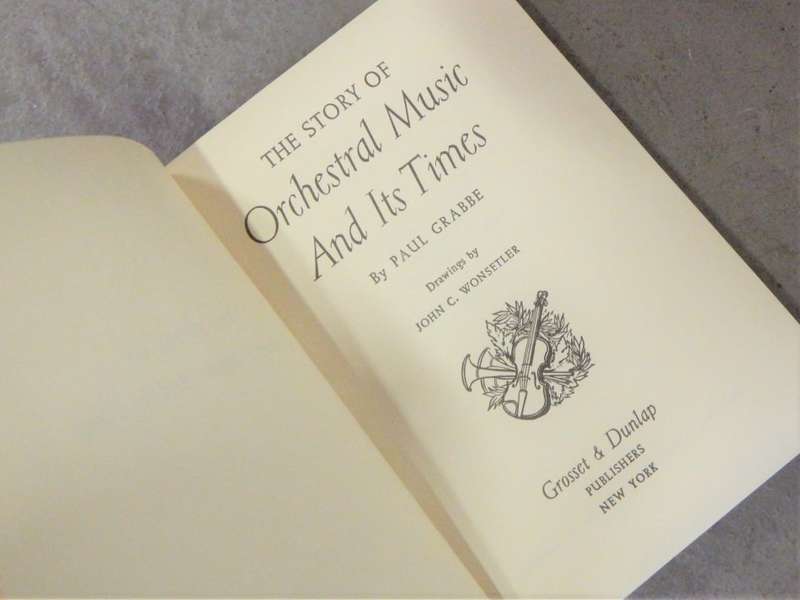 THE STORY OF
Orchestral Music
And Its Times
By PAUL GRABBE
Drawings by
JOHN C. WONSETLER
Grosset & Dunlap
PUBLISHERS
NEW YORK